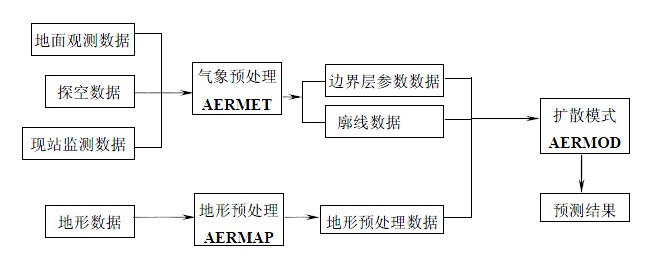 地面观测数据
探空数据
现站监测数据
气象预处理
AERMET
边界层参数数据
廓线数据
扩散模式
AERMOD
预测结果
地形数据
地形预处理
AERMAP
地形预处理数据